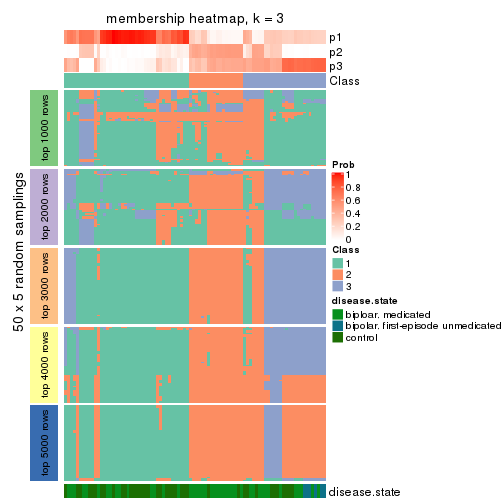 membership heatmap, k = 3
p1
p2
p3
Class
50 x 5 random samplings
top 1000 rows
top 2000 rows
top 3000 rows
top 4000 rows
top 5000 rows
Prob
1
0.8
0.6
0.4
0.2
0
Class
1
2
3
disease.state
biploar. medicated
bipolar, first-episode unmedicated
control
disease.state